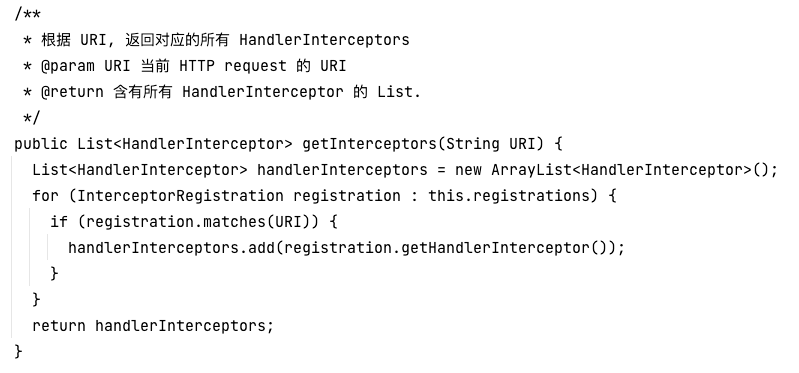 /**
 * 根据 URI, 返回对应的所有 HandlerInterceptors
 * @param URI 当前 HTTP request 的 URI
 * @return 含有所有 HandlerInterceptor 的 List.
 */
public List<HandlerInterceptor> getInterceptors(String URI) {
  List<HandlerInterceptor> handlerInterceptors = new ArrayList<HandlerInterceptor>();
  for (InterceptorRegistration registration : this.registrations) {
    if (registration.matches(URI)) {
      handlerInterceptors.add(registration.getHandlerInterceptor());
    }
  }
  return handlerInterceptors;
}